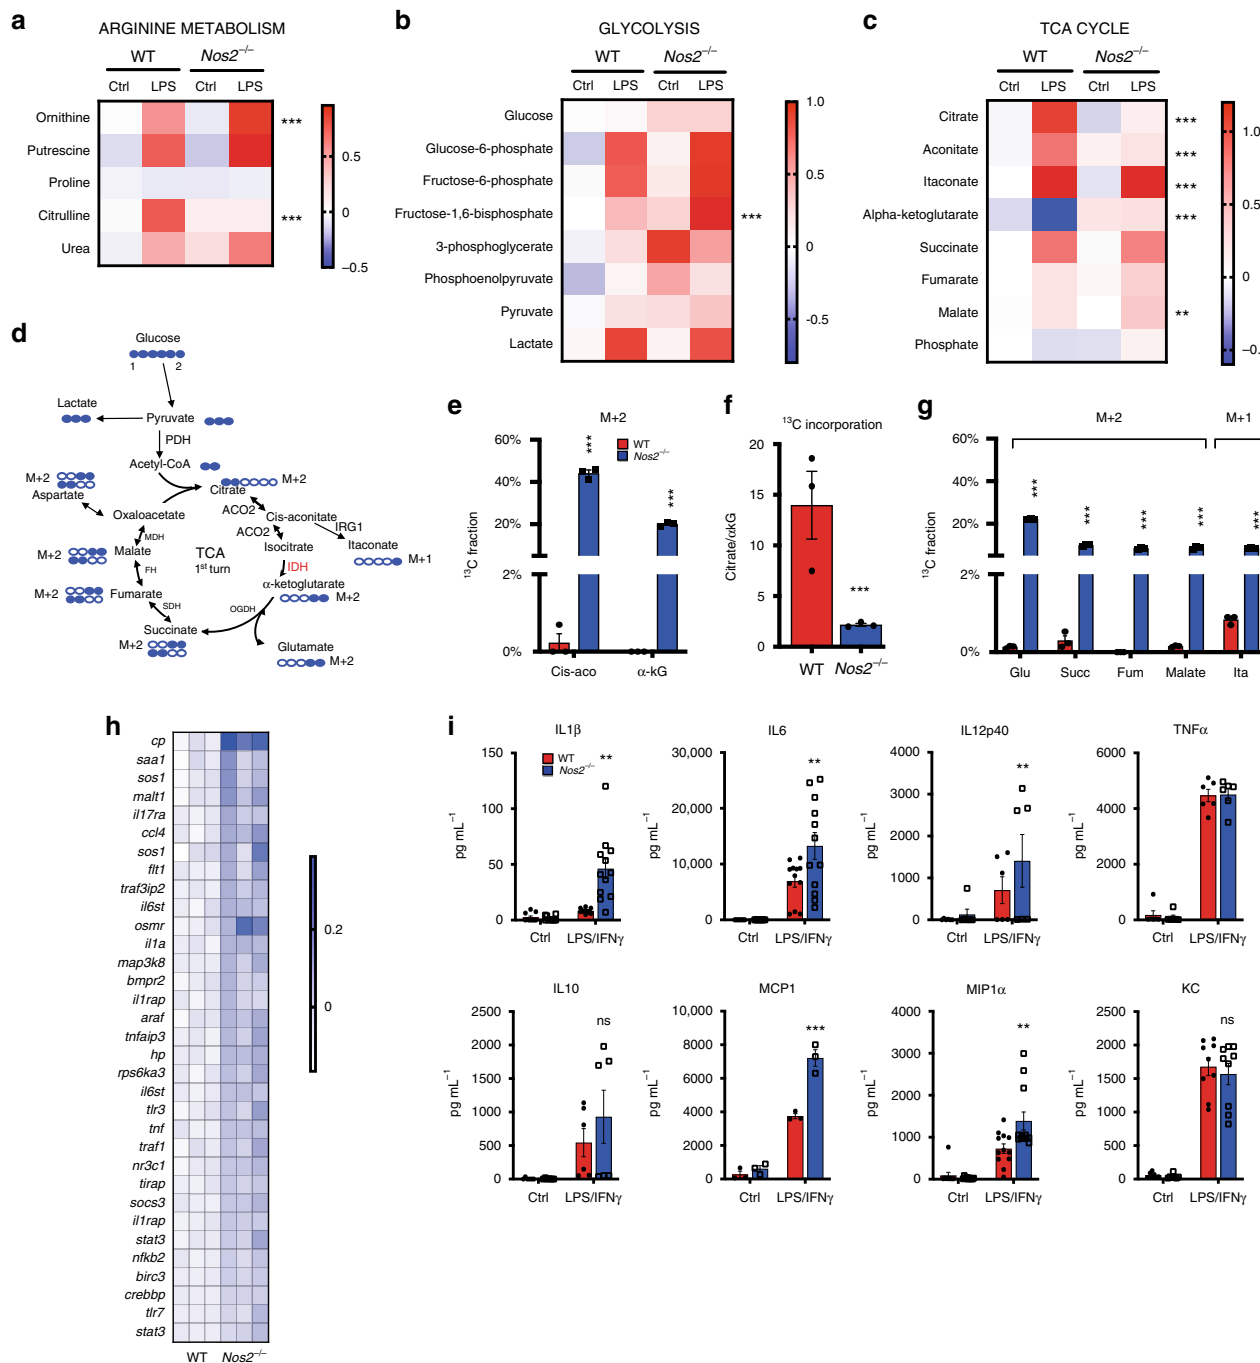 a
ARGININE METABOLISM
WT
Nos2−/−
Ctrl
LPS
Ctrl
LPS
Ornithine
***
Putrescine
Proline
Citrulline
***
Urea
0.5
0
−0.5
b
GLYCOLYSIS
WT
Nos2−/−
Ctrl
LPS
Ctrl
LPS
Glucose
Glucose-6-phosphate
Fructose-6-phosphate
Fructose-1,6-bisphosphate
***
3-phosphoglycerate
Phosphoenolpyruvate
Pyruvate
Lactate
1.0
0.5
0
-0.5
c
TCA CYCLE
WT
Nos2−/−
Ctrl
LPS
Ctrl
LPS
Citrate
***
Aconitate
***
Itaconate
***
Alpha-ketoglutarate
***
Succinate
Fumarate
Malate
**
Phosphate
1.0
0.5
0
−0.
d
Glucose
1
2
Lactate
Pyruvate
PDH
Acetyl-CoA
M+2
Aspartate
Citrate
M+2
Oxaloacetate
ACO2
Cis-aconitate
ACO2
IRG1
MDH
Isocitrate
Itaconate
M+2
Malate
TCA
1st turn
IDH
M+1
FH
α-ketoglutarate
M+2
Fumarate
M+2
SDH
OGDH
Succinate
M+2
Glutamate
M+2
e
M+2
WT
Nos2−/−
13C fraction
60%
40%
20%
2%
0%
***
***
Cis-aco
α-kG
f
13C incorporation
Citrate/αkG
20
15
10
5
0
***
WT
Nos2−/−
g
M+2
M+1
13C fraction
60%
40%
20%
2%
0%
***
***
***
***
***
Glu
Succ
Fum
Malate
Ita
h
cp
saa1
sos1
malt1
il17ra
ccl4
sos1
flt1
traf3ip2
il6st
osmr
il1a
map3k8
bmpr2
il1rap
araf
tnfaip3
hp
rps6ka3
il6st
tlr3
tnf
traf1
nr3c1
tirap
socs3
il1rap
stat3
nfkb2
birc3
crebbp
tlr7
stat3
WT
Nos2−/−
0.2
0
i
IL1β
WT
Nos2−/−
pg mL−1
150
100
50
0
**
Ctrl
LPS/IFNγ
IL6
pg mL−1
30,000
20,000
10,000
0
**
Ctrl
LPS/IFNγ
IL12p40
pg mL−1
4000
3000
2000
1000
0
**
Ctrl
LPS/IFNγ
TNFα
pg mL−1
6000
4000
2000
0
Ctrl
LPS/IFNγ
IL10
pg mL−1
2500
2000
1500
1000
500
0
ns
Ctrl
LPS/IFNγ
MCP1
pg mL−1
10,000
8000
6000
4000
2000
0
***
Ctrl
LPS/IFNγ
MIP1α
pg mL−1
4000
3000
2000
1000
0
**
Ctrl
LPS/IFNγ
KC
pg mL−1
2500
2000
1500
1000
500
0
ns
Ctrl
LPS/IFNγ